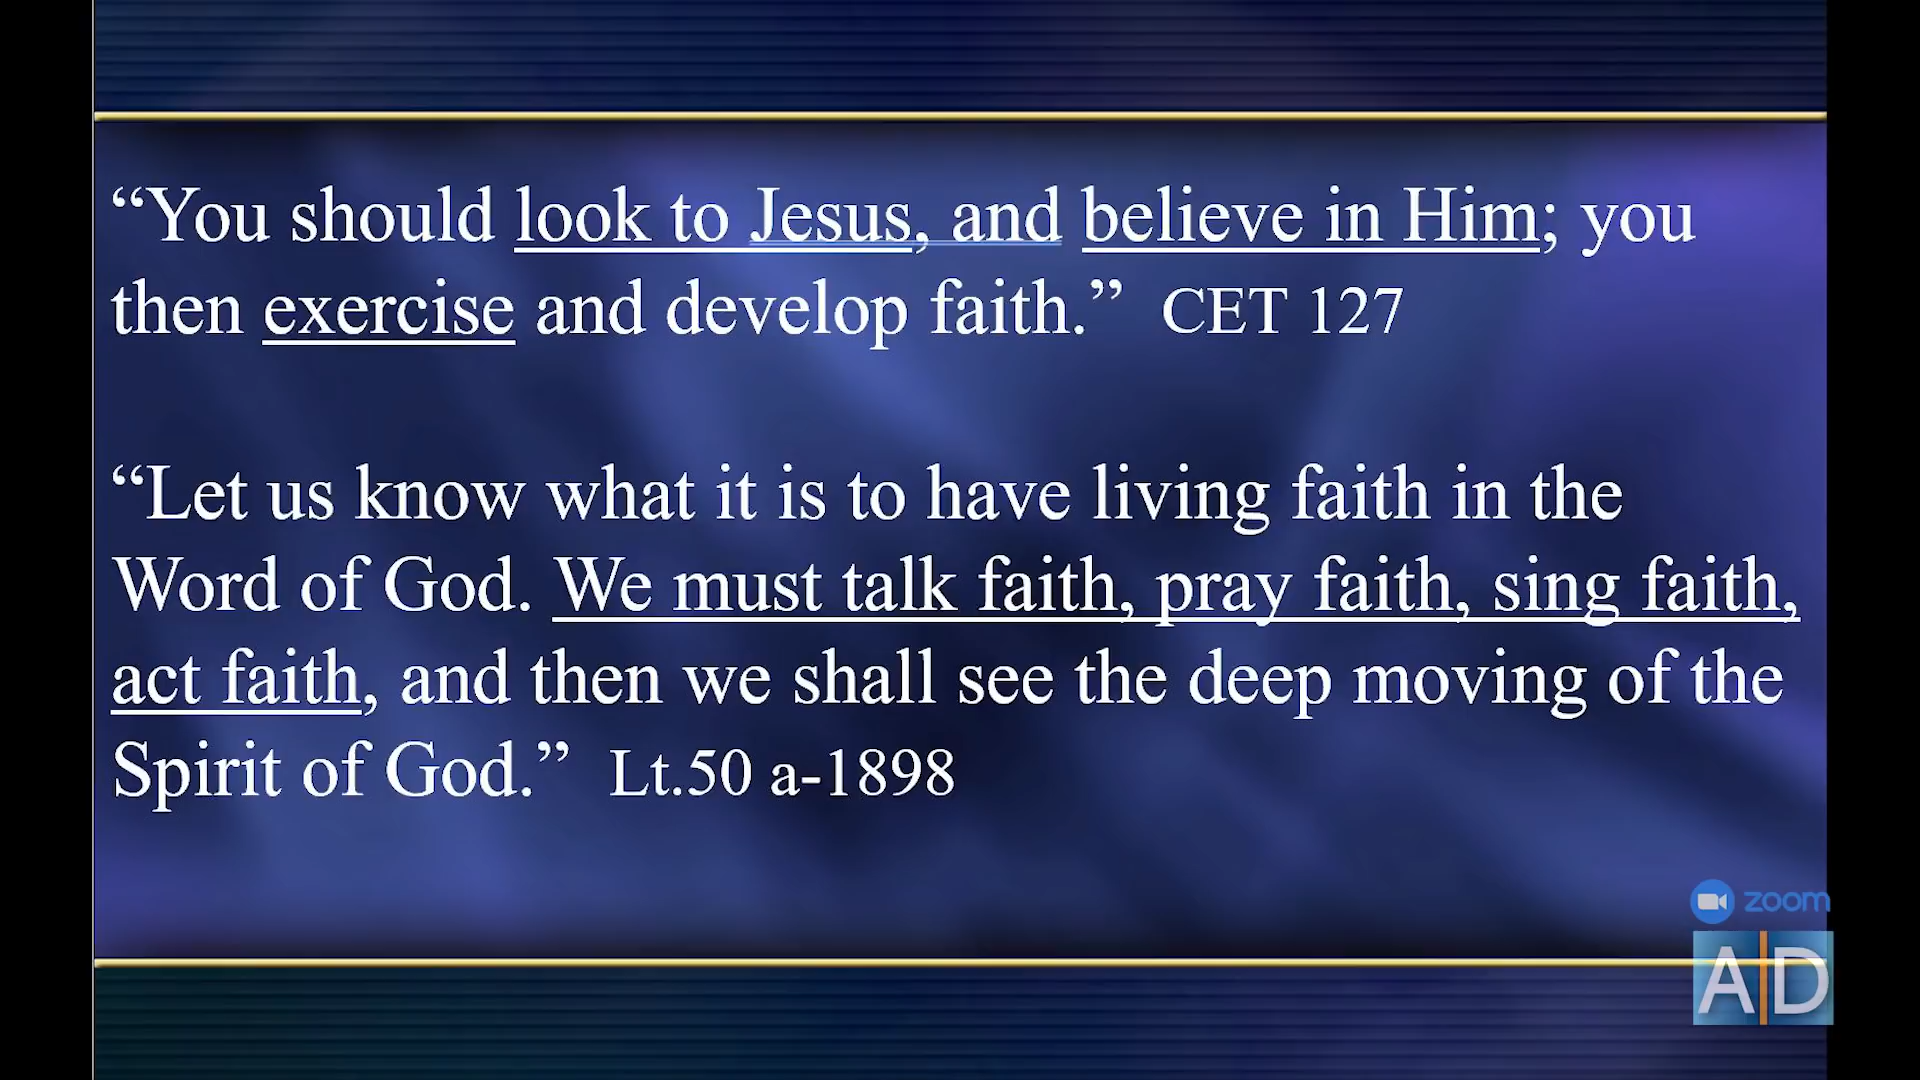 “You should look to Jesus, and believe in Him; you
then exercise and develop faith.” CET 127
“Let us know what it is to have living faith in the
Word of God. We must talk faith, pray faith, sing faith,
act faith, and then we shall see the deep moving of the
Spirit of God.” Lt.50 a-1898
zoom
A|D